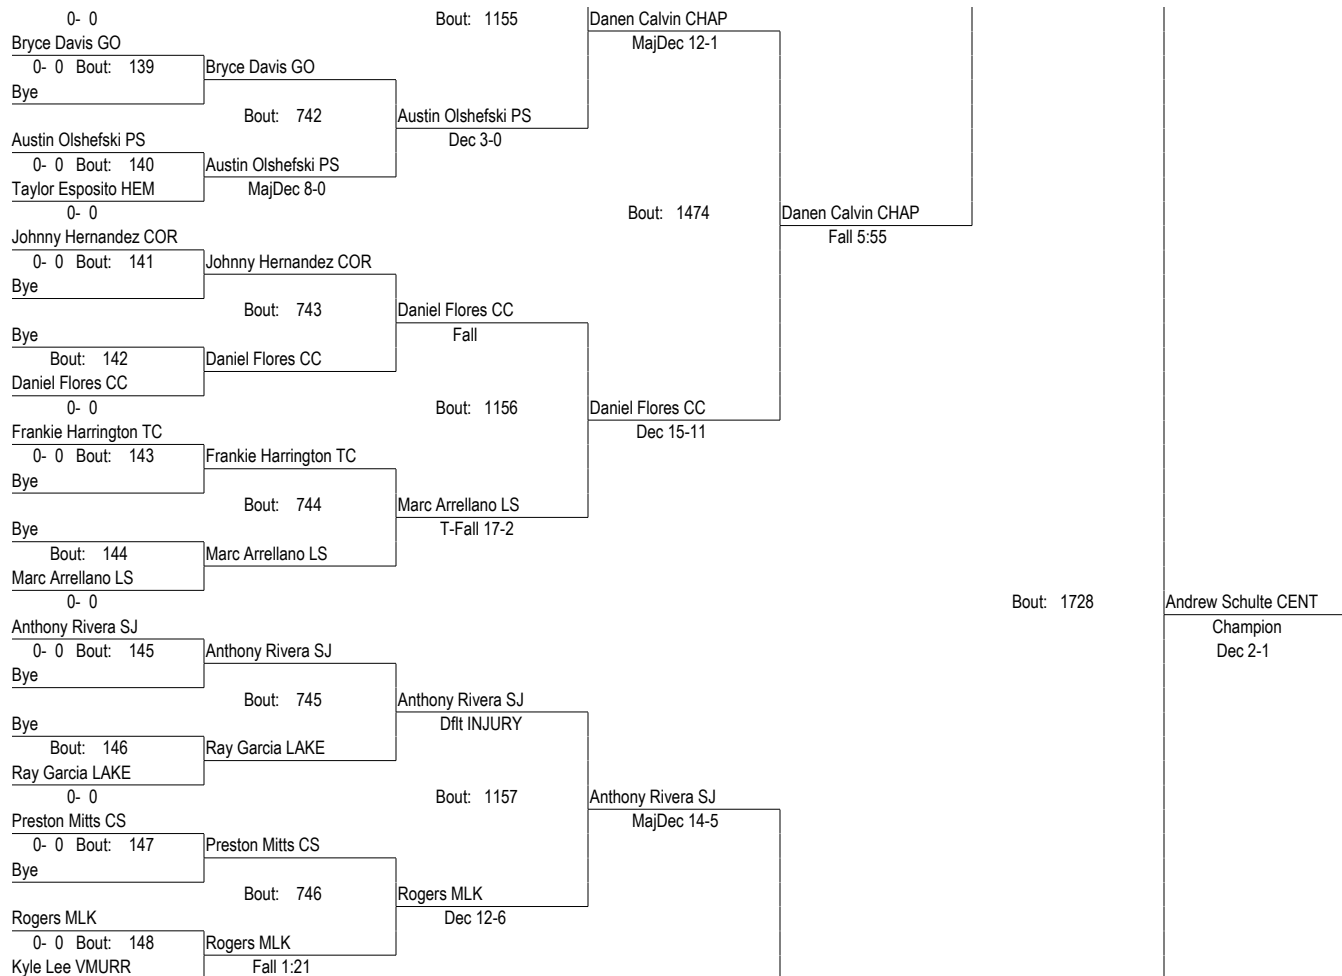 0- 0 Bout: 1155 Danen Calvin CHAP
Bryce Davis GO MajDec 12-1
0- 0 Bout: 139 Bryce Davis GO
Bye
Bout: 742 Austin Olshefski PS
Austin Olshefski PS Dec 3-0
0- 0 Bout: 140 Austin Olshefski PS
Taylor Esposito HEM MajDec 8-0
0- 0 Bout: 1474 Danen Calvin CHAP
Johnny Hernandez COR Fall 5:55
0- 0 Bout: 141 Johnny Hernandez COR
Bye
Bout: 743 Daniel Flores CC
Bye Fall
Bout: 142 Daniel Flores CC
Daniel Flores CC
0- 0 Bout: 1156 Daniel Flores CC
Frankie Harrington TC Dec 15-11
0- 0 Bout: 143 Frankie Harrington TC
Bye
Bout: 744 Marc Arrellano LS
Bye T-Fall 17-2
Bout: 144 Marc Arrellano LS
Marc Arrellano LS
0- 0 Bout: 1728 Andrew Schulte CENT
Anthony Rivera SJ Champion
0- 0 Bout: 145 Anthony Rivera SJ Dec 2-1
Bye
Bout: 745 Anthony Rivera SJ
Bye Dflt INJURY
Bout: 146 Ray Garcia LAKE
Ray Garcia LAKE
0- 0 Bout: 1157 Anthony Rivera SJ
Preston Mitts CS MajDec 14-5
0- 0 Bout: 147 Preston Mitts CS
Bye
Bout: 746 Rogers MLK
Rogers MLK Dec 12-6
0- 0 Bout: 148 Rogers MLK
Kyle Lee VMURR Fall 1:21